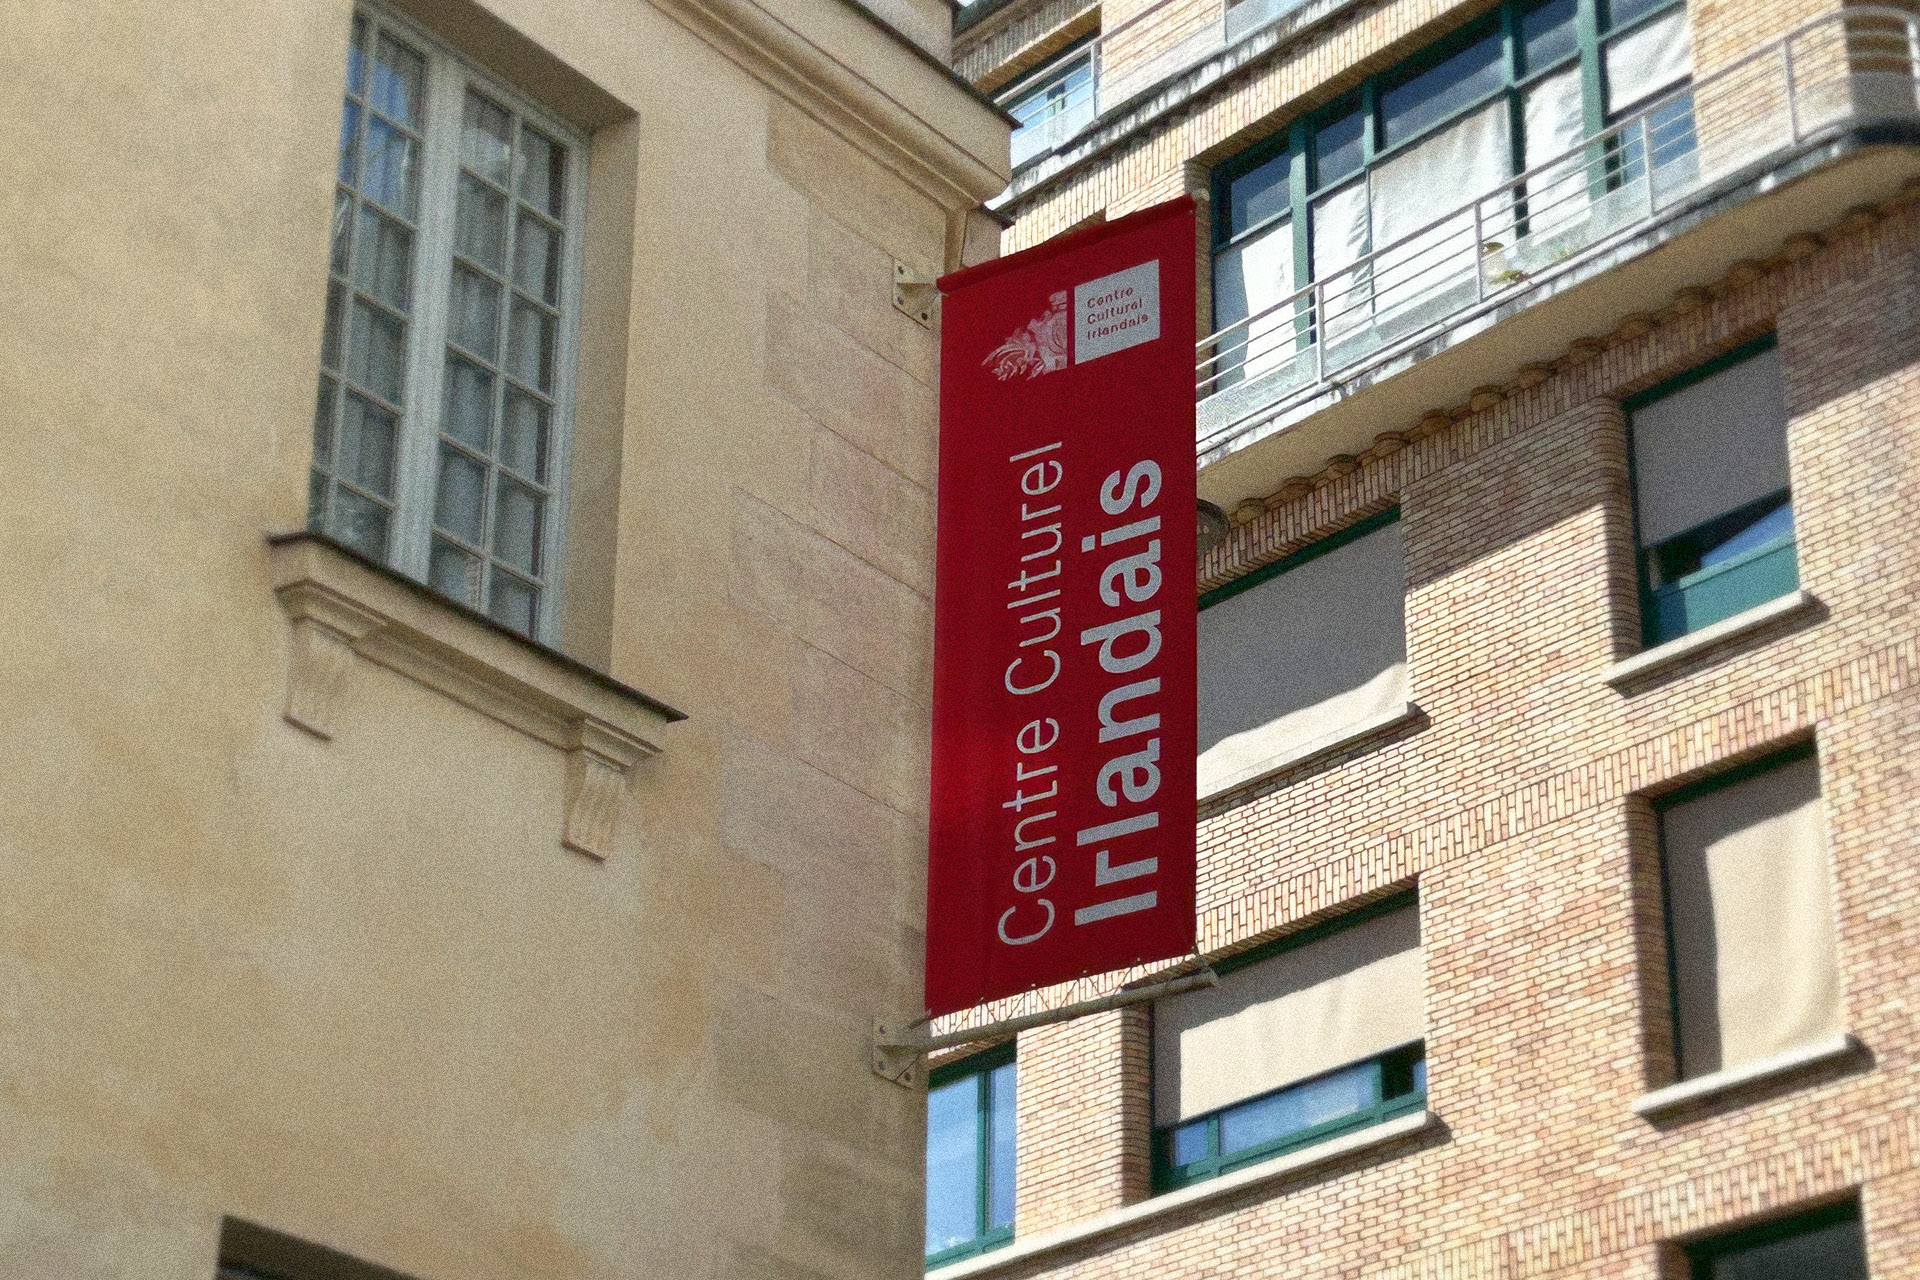 Centre
Culturel
Irlandais
Centre Culturel
Irlandais